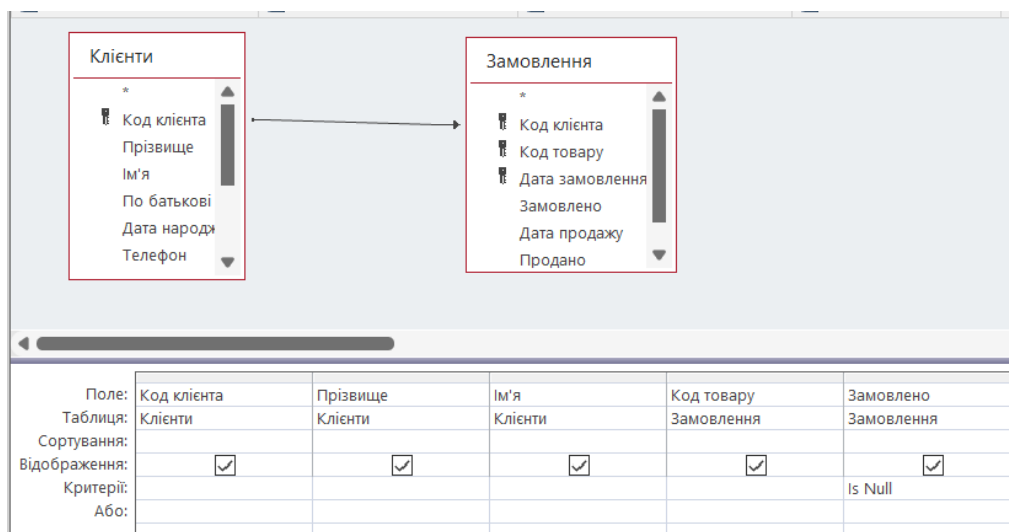 Клієнти
*
Код клієнта
Прізвище
Ім'я
По батькові
Дата народж
Телефон
Замовлення
*
Код клієнта
Код товару
Дата замовлення
Замовлено
Дата продажу
Продано
Поле: Код клієнта Прізвище Ім'я Код товару Замовлено
Таблиця: Клієнти Клієнти Клієнти Замовлення Замовлення
Сортування:
Відображення:
Критерії: Is Null
Або: